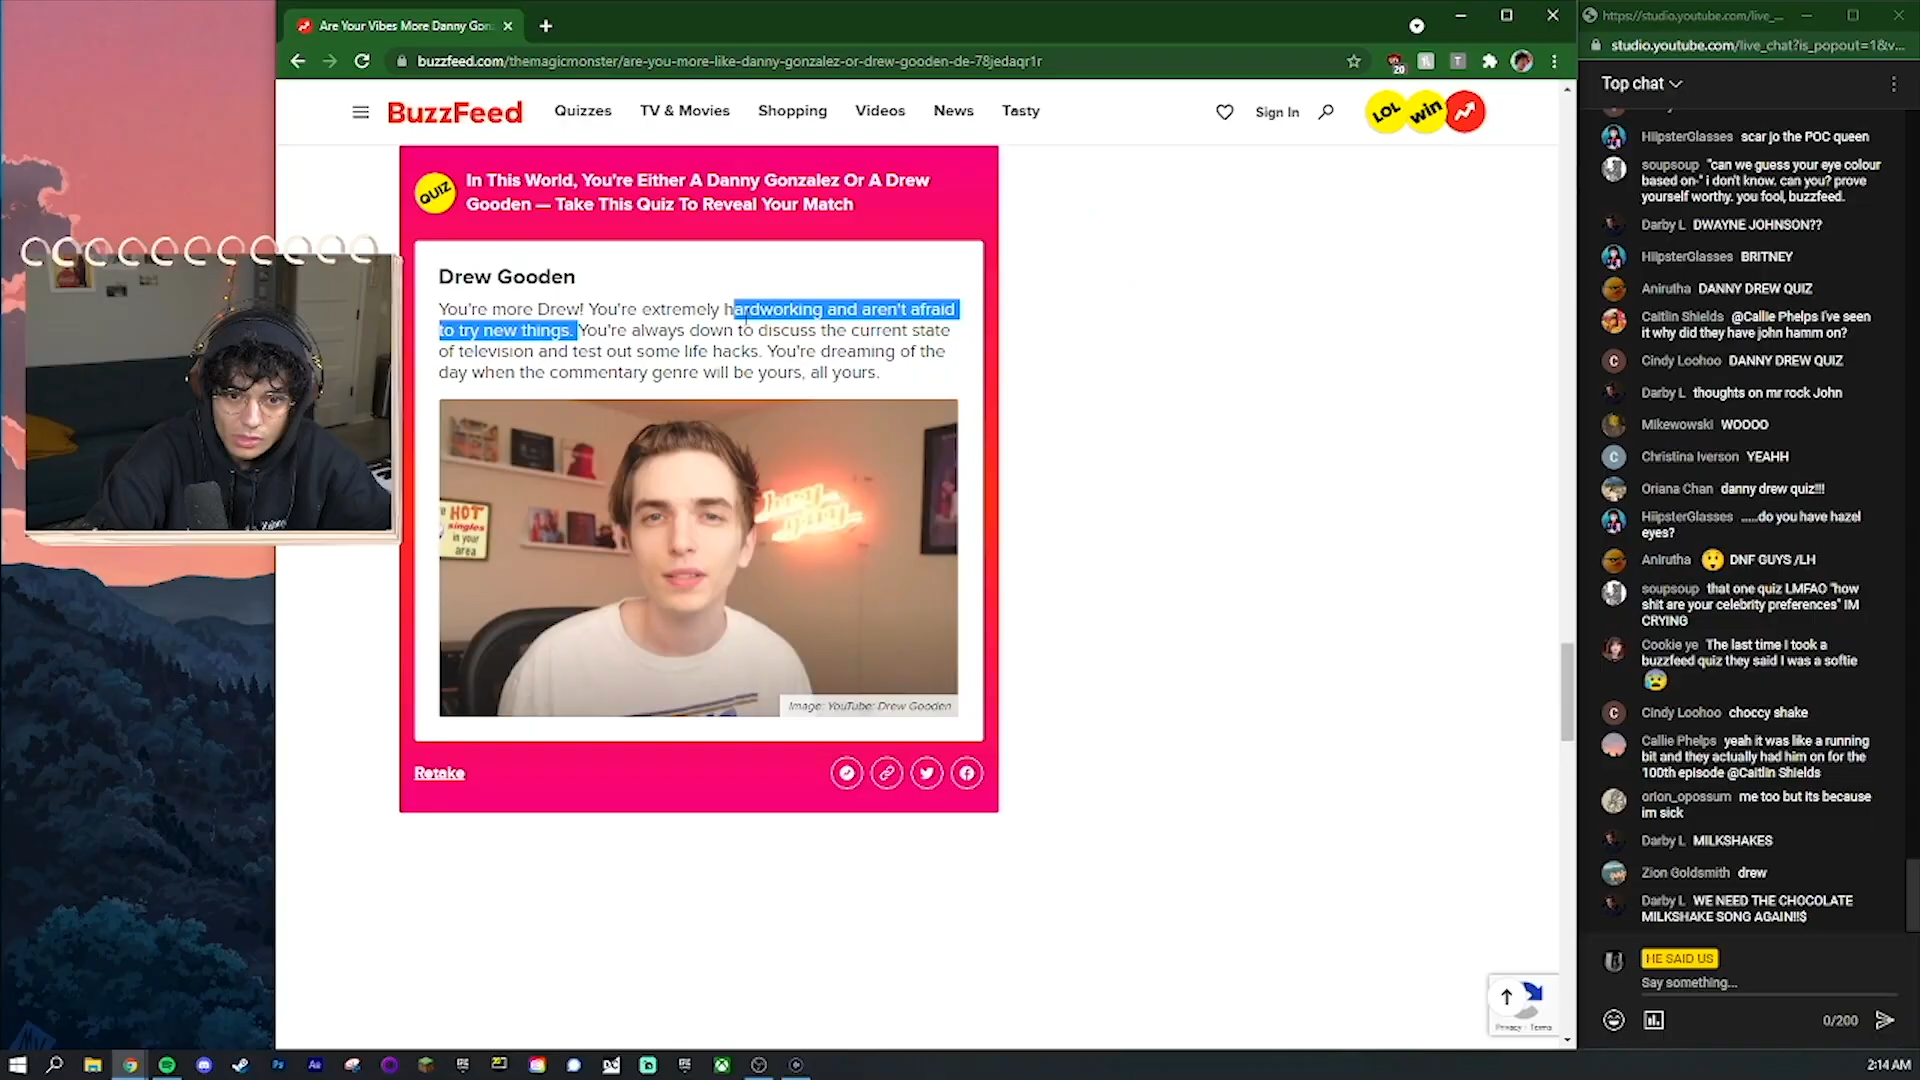 Are Your Vibes More Danny Gon
buzzfeed.com/themagicmonster/are-you-more-like-danny-gonzalez-or-drew-gooden-de-78jedaqr1r
20
BuzzFeed
Quizzes
TV & Movies
Shopping
Videos
News
Tasty
Sign In
LOL
win
QUIZ
In This World, You're Either A Danny Gonzalez Or A Drew
Gooden — Take This Quiz To Reveal Your Match
Drew Gooden
You're more Drew! You're extremely hardworking and aren't afraid
to try new things. You're always down to discuss the current state
of television and test out some life hacks. You're dreaming of the
day when the commentary genre will be yours, all yours.
HOT
singles
in your
area
Image: YouTube: Drew Gooden
Retake
Privacy - Terms
https://studio.youtube.com/live_...
studio.youtube.com/live_chat?is_popout=1&v...
Top chat
HiipsterGlasses scar jo the POC queen
soupsoup "can we guess your eye colour
based on-" i don't know. can you? prove
yourself worthy. you fool, buzzfeed.
Darby L DWAYNE JOHNSON??
HiipsterGlasses BRITNEY
Anirutha DANNY DREW QUIZ
Caitlin Shields @Callie Phelps I've seen
it why did they have john hamm on?
Cindy Loohoo DANNY DREW QUIZ
Darby L thoughts on mr rock John
Mikewowski WOOOO
Christina Iverson YEAHH
Oriana Chan danny drew quiz!!!
HiipsterGlasses .....do you have hazel
eyes?
Anirutha DNF GUYS /LH
soupsoup that one quiz LMFAO "how
shit are your celebrity preferences" IM
CRYING
Cookie ye The last time I took a
buzzfeed quiz they said I was a softie
Cindy Loohoo choccy shake
Callie Phelps yeah it was like a running
bit and they actually had him on for the
100th episode @Caitlin Shields
orion_opossum me too but its because
im sick
Darby L MILKSHAKES
Zion Goldsmith drew
Darby L WE NEED THE CHOCOLATE
MILKSHAKE SONG AGAIN!!$
HE SAID US
Say something...
0/200
2:14 AM